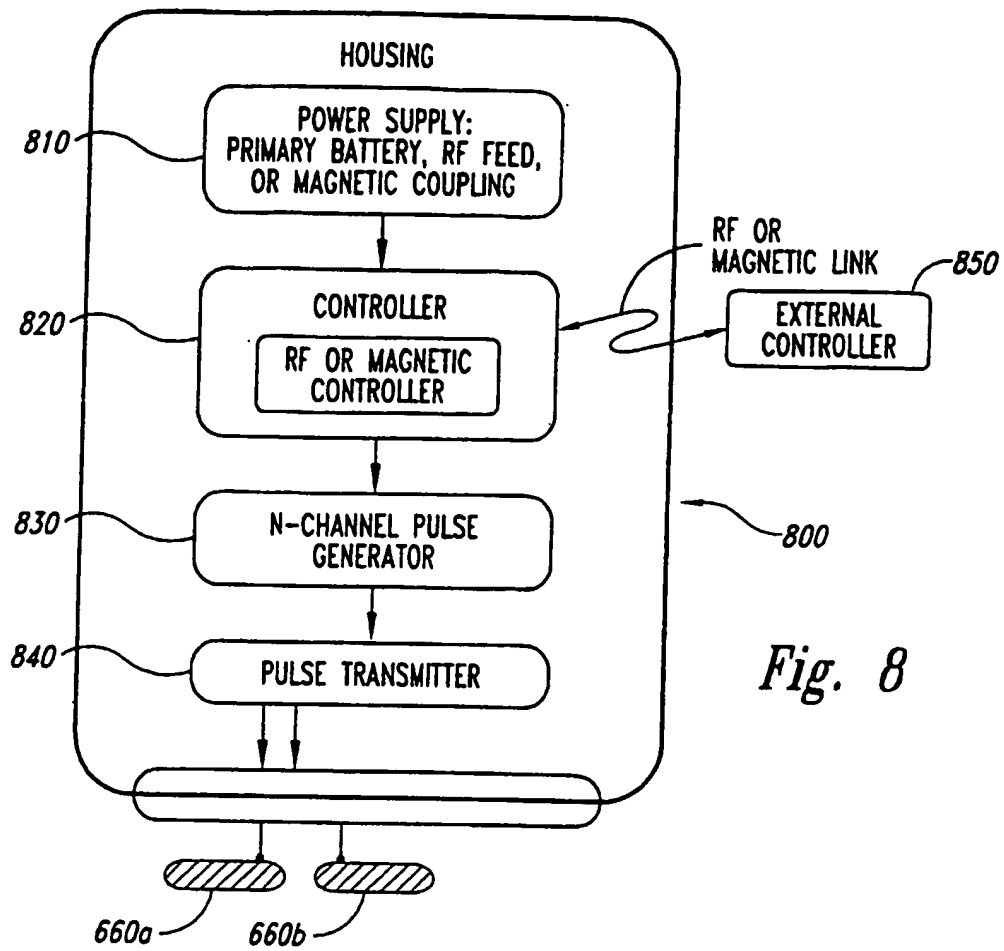 HOUSING
810
POWER SUPPLY:
PRIMARY BATTERY, RF FEED,
OR MAGNETIC COUPLING
RF OR
MAGNETIC LINK
850
820
CONTROLLER
RF OR MAGNETIC
CONTROLLER
EXTERNAL
CONTROLLER
830
N-CHANNEL PULSE
GENERATOR
800
840
PULSE TRANSMITTER
Fig. 8
660a
660b